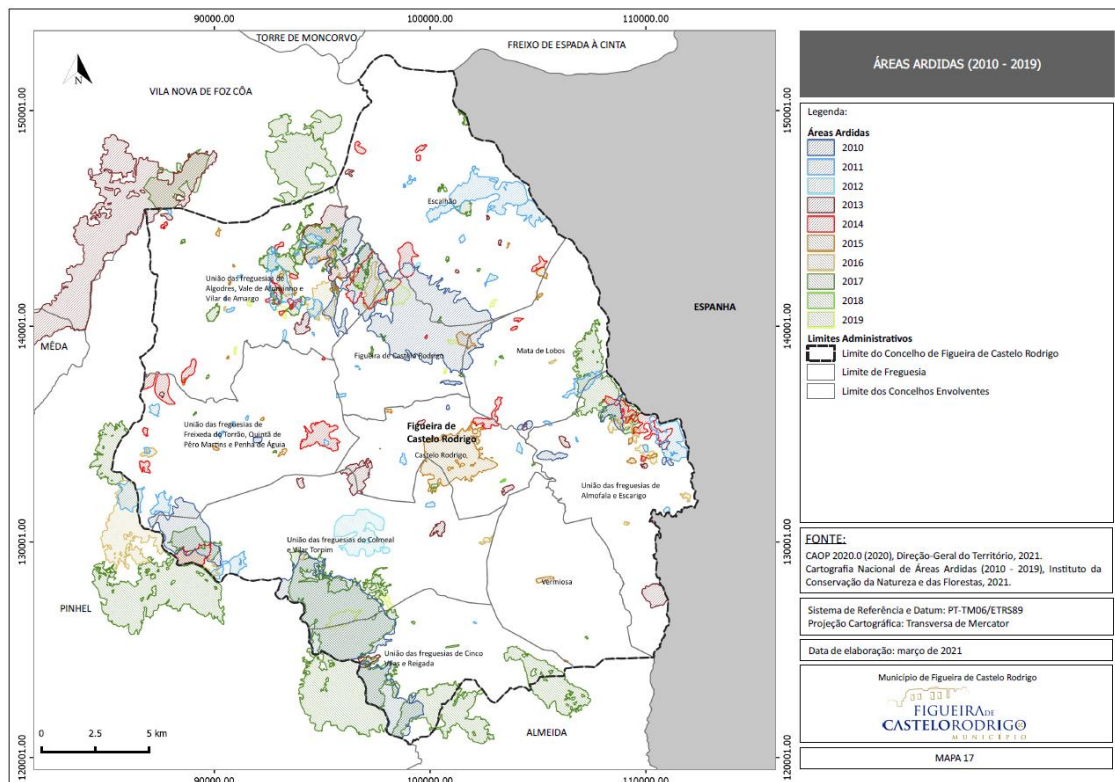 90000.00
100000.00
110000.00
TORRE DE MONCORVO
FREIXO DE ESPADA À CINTA
N
VILA NOVA DE FOZ CÔA
150001.00
150001.00
Escalhão
União das freguesias de
Algodres, Vale de Afonsinho e
Vilar de Amargo
ESPANHA
140001.00
140001.00
MÊDA
Figueira de Castelo Rodrigo
Mata de Lobos
União das freguesias de
Freixeda do Torrão, Quintã de
Pêro Martins e Penha de Águia
Figueira de
Castelo Rodrigo
Castelo Rodrigo
União das freguesias de
Almofala e Escarigo
130001.00
130001.00
União das freguesias do Colmeal
e Vilar Torpim
Vermiosa
PINHEL
União das freguesias de Cinco
Vilas e Reigada
ALMEIDA
0 2.5 5 km
120001.00
120001.00
90000.00
100000.00
110000.00
ÁREAS ARDIDAS (2010 - 2019)
Legenda:
Áreas Ardidas
2010
2011
2012
2013
2014
2015
2016
2017
2018
2019
Limites Administrativos
Limite do Concelho de Figueira de Castelo Rodrigo
Limite de Freguesia
Limite dos Concelhos Envolventes
FONTE:
CAOP 2020.0 (2020), Direção-Geral do Território, 2021.
Cartografia Nacional de Áreas Ardidas (2010 - 2019), Instituto da
Conservação da Natureza e das Florestas, 2021.
Sistema de Referência e Datum: PT-TM06/ETRS89
Projeção Cartográfica: Transversa de Mercator
Data de elaboração: março de 2021
Município de Figueira de Castelo Rodrigo
FIGUEIRA DE
CASTELO RODRIGO
MUNICÍPIO
MAPA 17